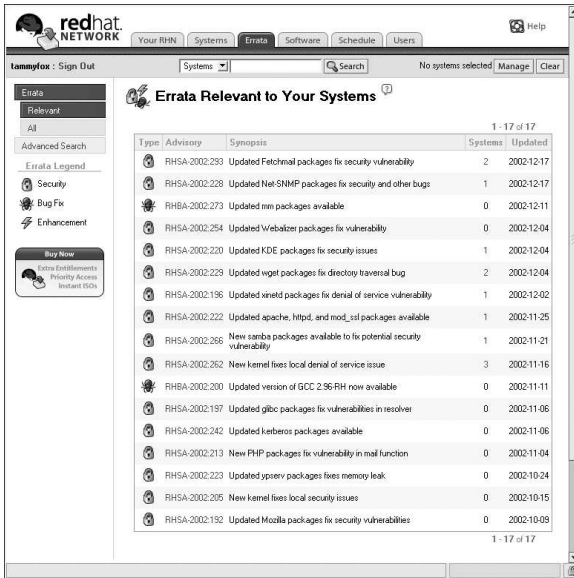 redhat.
NETWORK
Your RHN Systems Errata Software Schedule Users
Help
tammyfox : Sign Out
Systems Search
No systems selected Manage Clear
Errata
Relevant
All
Advanced Search
Errata Legend
Security
Bug Fix
Enhancement
Buy Now
Extra Entitlements
Priority Access
Instant ISOs
Errata Relevant to Your Systems ?
1 - 17 of 17
Type Advisory Synopsis Systems Updated
RHSA-2002:293 Updated Fetchmail packages fix security vulnerability 2 2002-12-17
RHSA-2002:228 Updated Net-SNMP packages fix security and other bugs 1 2002-12-17
RHBA-2002:273 Updated mm packages available 0 2002-12-11
RHSA-2002:254 Updated Webalizer packages fix vulnerability 0 2002-12-04
RHSA-2002:220 Updated KDE packages fix security issues 1 2002-12-04
RHSA-2002:229 Updated wget packages fix directory traversal bug 2 2002-12-04
RHSA-2002:196 Updated xinetd packages fix denial of service vulnerability 1 2002-12-02
RHSA-2002:222 Updated apache, httpd, and mod_ssl packages available 1 2002-11-25
RHSA-2002:266 New samba packages available to fix potential security
vulnerability 1 2002-11-21
RHSA-2002:262 New kernel fixes local denial of service issue 3 2002-11-16
RHBA-2002:200 Updated version of GCC 2.96-RH now available 0 2002-11-11
RHSA-2002:197 Updated glibc packages fix vulnerabilities in resolver 0 2002-11-06
RHSA-2002:242 Updated kerberos packages available 0 2002-11-06
RHSA-2002:213 New PHP packages fix vulnerability in mail function 0 2002-11-04
RHSA-2002:223 Updated ypserv packages fixes memory leak 0 2002-10-24
RHSA-2002:205 New kernel fixes local security issues 0 2002-10-15
RHSA-2002:192 Updated Mozilla packages fix security vulnerabilities 0 2002-10-09
1 - 17 of 17